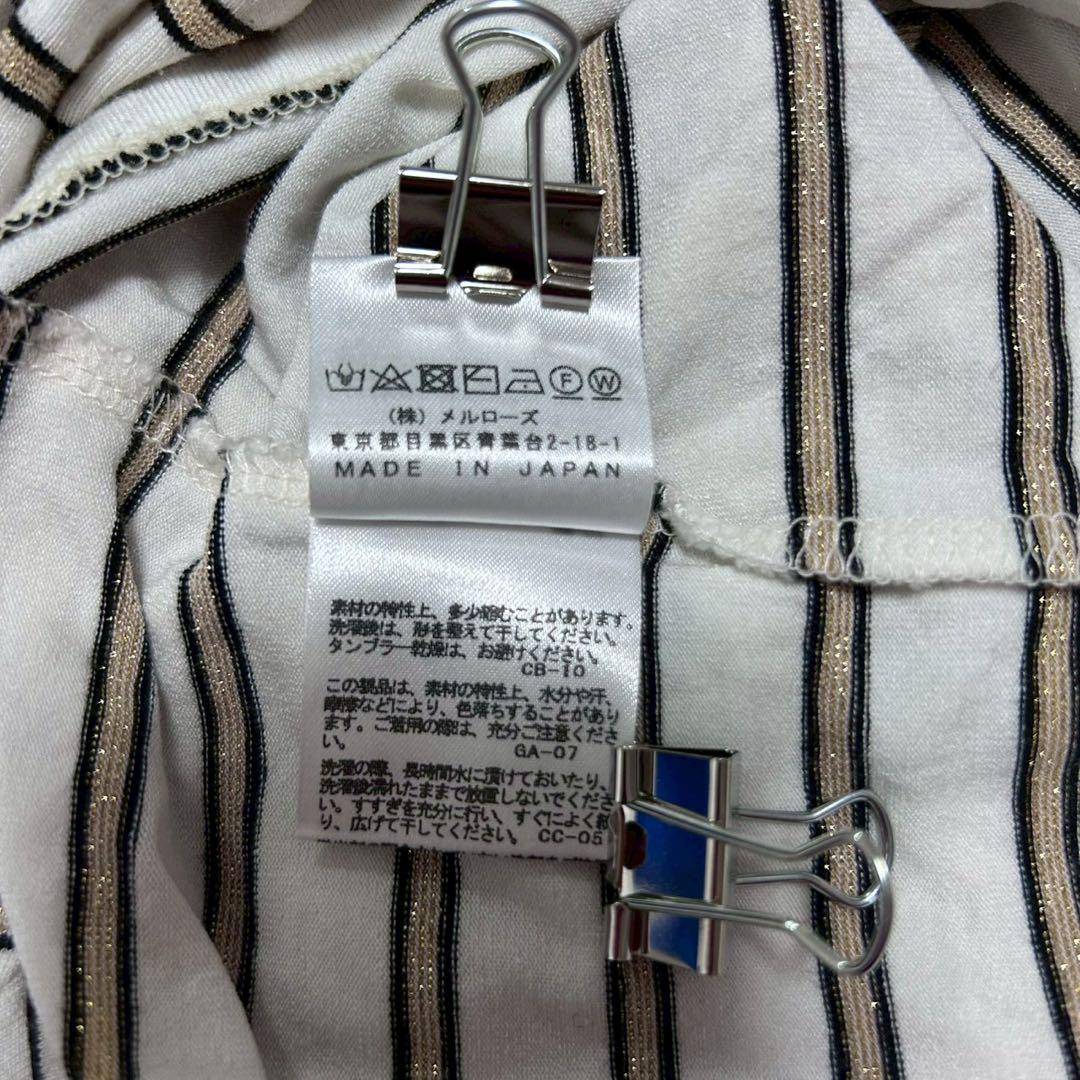 F W
(株) メルローズ
東京都目黒区青葉台2-18-1
MADE IN JAPAN
素材の特性上、多少縮むことがあります。
洗濯後は、形を整えて干してください。
タンブラー乾燥は、お避けください。
CB-10
この製品は、素材の特性上、水分や汗、
摩擦などにより、色落ちすることがあり
ます。ご着用の際は、充分ご注意くださ
い。 GA-07
洗濯の際、長時間水に漬けておいたり、
洗濯後濡れたままで放置しないでくださ
い。すすぎを充分に行い、すぐによく絞
り、広げて干してください。 CC-05